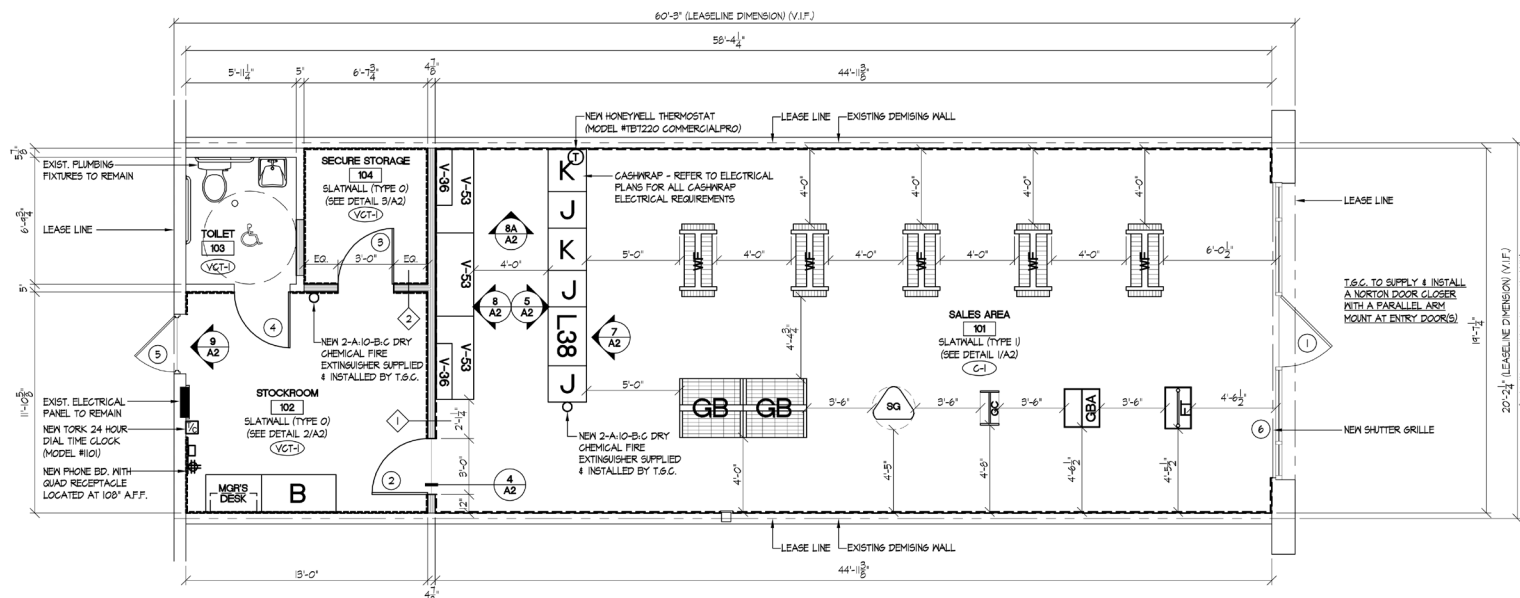 60'-3" (LEASELINE DIMENSION) (V.I.F.)
58'-4 1/4"
5'-11 1/4"
5"
6'-7 3/4"
4 7/8"
44'-11 3/8"
NEW HONEYWELL THERMOSTAT
(MODEL #TB7220 COMMERCIALPRO)
LEASE LINE
EXISTING DEMISING WALL
5 7/8"
EXIST. PLUMBING
FIXTURES TO REMAIN
SECURE STORAGE
104
SLATWALL (TYPE 0)
(SEE DETAIL 3/A2)
VCT-1
V-36
V-53
T
K
CASHWRAP - REFER TO ELECTRICAL
PLANS FOR ALL CASHWRAP
ELECTRICAL REQUIREMENTS
4'-0"
4'-0"
4'-0"
4'-0"
LEASE LINE
J
LEASE LINE
TOILET
103
VCT-1
3
8A
A2
K
EQ.
3'-0"
EQ.
4'-0"
5'-0"
WF
4'-0"
WF
4'-0"
WF
4'-0"
WF
4'-0"
WF
6'-0 1/2"
V-53
J
5"
8
A2
5
A2
T.G.C. TO SUPPLY & INSTALL
A NORTON DOOR CLOSER
WITH A PARALLEL ARM
MOUNT AT ENTRY DOOR(S)
4
2
SALES AREA
101
SLATWALL (TYPE 1)
(SEE DETAIL 1/A2)
C-1
L38
7
A2
1
19'-7 1/4"
20'-2 1/4" (LEASELINE DIMENSION) (V.I.F.)
5
9
A2
NEW 2-A:10-B:C DRY
CHEMICAL FIRE
EXTINGUISHER SUPPLIED
& INSTALLED BY T.G.C.
V-36
V-53
J
5'-0"
STOCKROOM
102
SLATWALL (TYPE 0)
(SEE DETAIL 2/A2)
VCT-1
EXIST. ELECTRICAL
PANEL TO REMAIN
NEW TORK 24 HOUR
DIAL TIME CLOCK
(MODEL #1101)
NEW PHONE BD. WITH
QUAD RECEPTACLE
LOCATED AT 108" A.F.F.
11'-10 5/8"
1
2'-1 1/4"
GB
GB
3'-6"
SG
3'-6"
GC
3'-6"
GBA
3'-6"
4'-6 1/2"
6
NEW SHUTTER GRILLE
NEW 2-A:10-B:C DRY
CHEMICAL FIRE
EXTINGUISHER SUPPLIED
& INSTALLED BY T.G.C.
MGR'S
DESK
B
2
3'-0"
12"
4
A2
4'-0"
4'-5"
4'-8"
4'-6 1/2"
4'-5 1/2"
LEASE LINE
EXISTING DEMISING WALL
13'-0"
4 7/8"
44'-11 3/8"